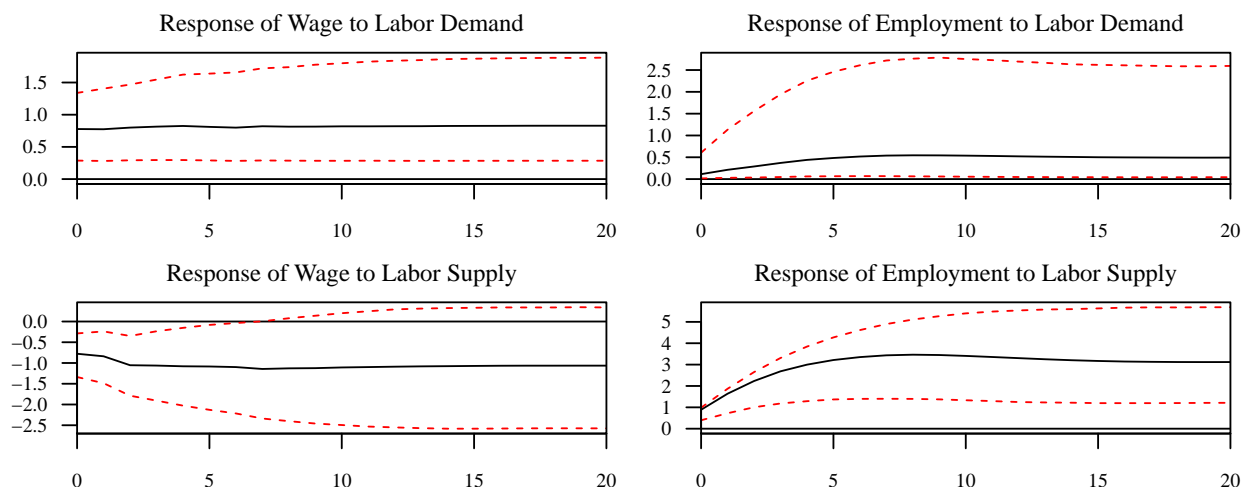 Response of Wage to Labor Demand
1.5
1.0
0.5
0.0
0 5 10 15 20
Response of Employment to Labor Demand
2.5
2.0
1.5
1.0
0.5
0.0
0 5 10 15 20
Response of Wage to Labor Supply
0.0
−0.5
−1.0
−1.5
−2.0
−2.5
0 5 10 15 20
Response of Employment to Labor Supply
5
4
3
2
1
0
0 5 10 15 20